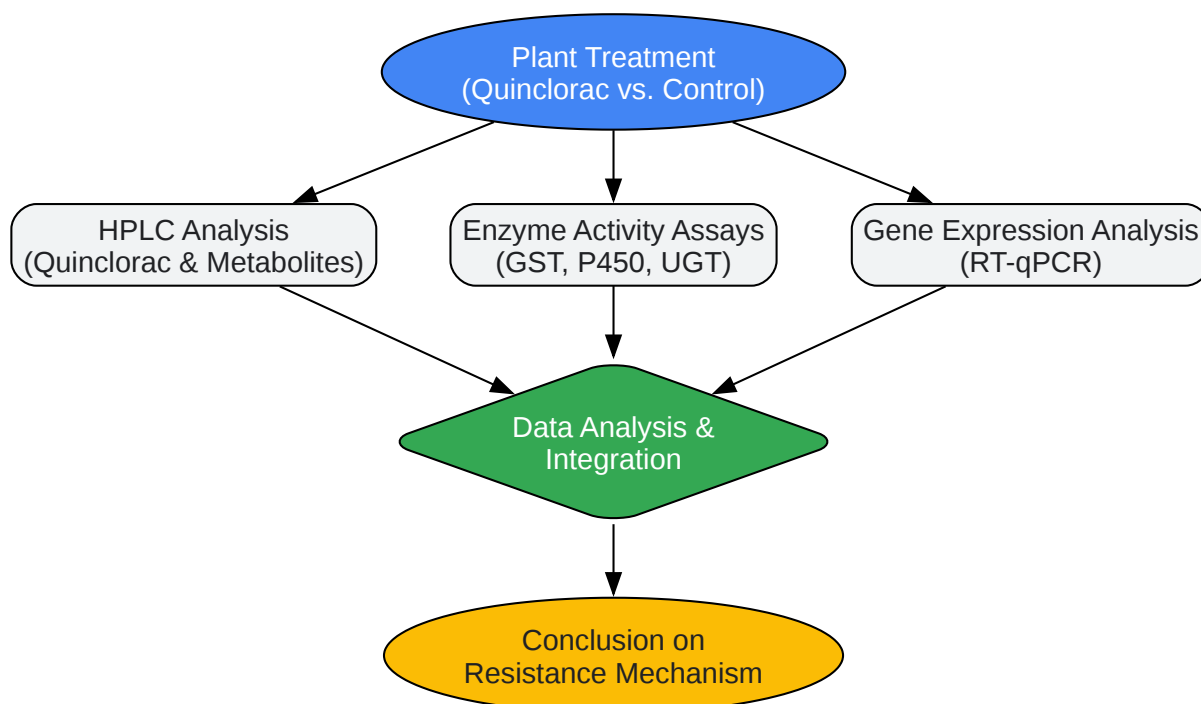 Plant Treatment
(Quinclorac vs. Control)
HPLC Analysis
(Quinclorac & Metabolites)
Enzyme Activity Assays
(GST, P450, UGT)
Gene Expression Analysis
(RT-qPCR)
Data Analysis &
Integration
Conclusion on
Resistance Mechanism